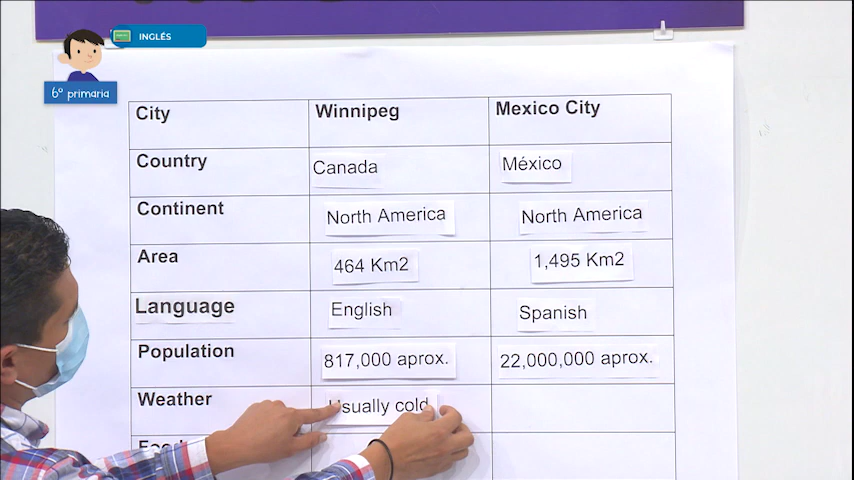 INGLÉS
6º primaria
City Winnipeg Mexico City
Country Canada México
Continent North America North America
Area 464 Km2 1,495 Km2
Language English Spanish
Population 817,000 aprox. 22,000,000 aprox.
Weather Usually cold